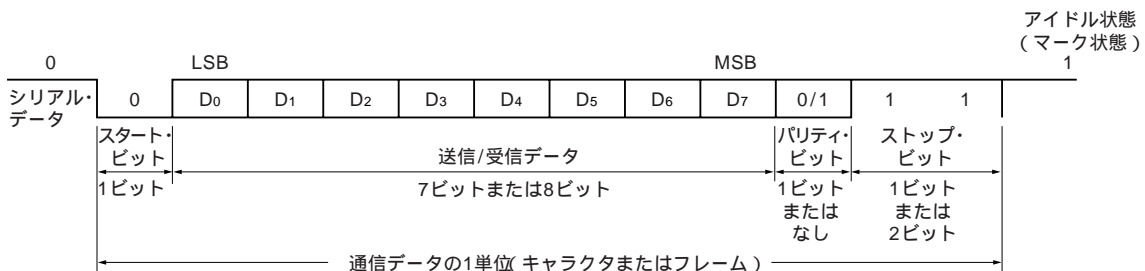 アイドル状態
(マーク状態)
0 LSB MSB 1
シリアル・
データ
0 D0 D1 D2 D3 D4 D5 D6 D7 0/1 1 1
スタート・
ビット
送信/受信データ
パリティ・
ビット
ストップ・
ビット
1ビット
7ビットまたは8ビット
1ビット
または
なし
1ビット
または
2ビット
通信データの1単位(キャラクタまたはフレーム)